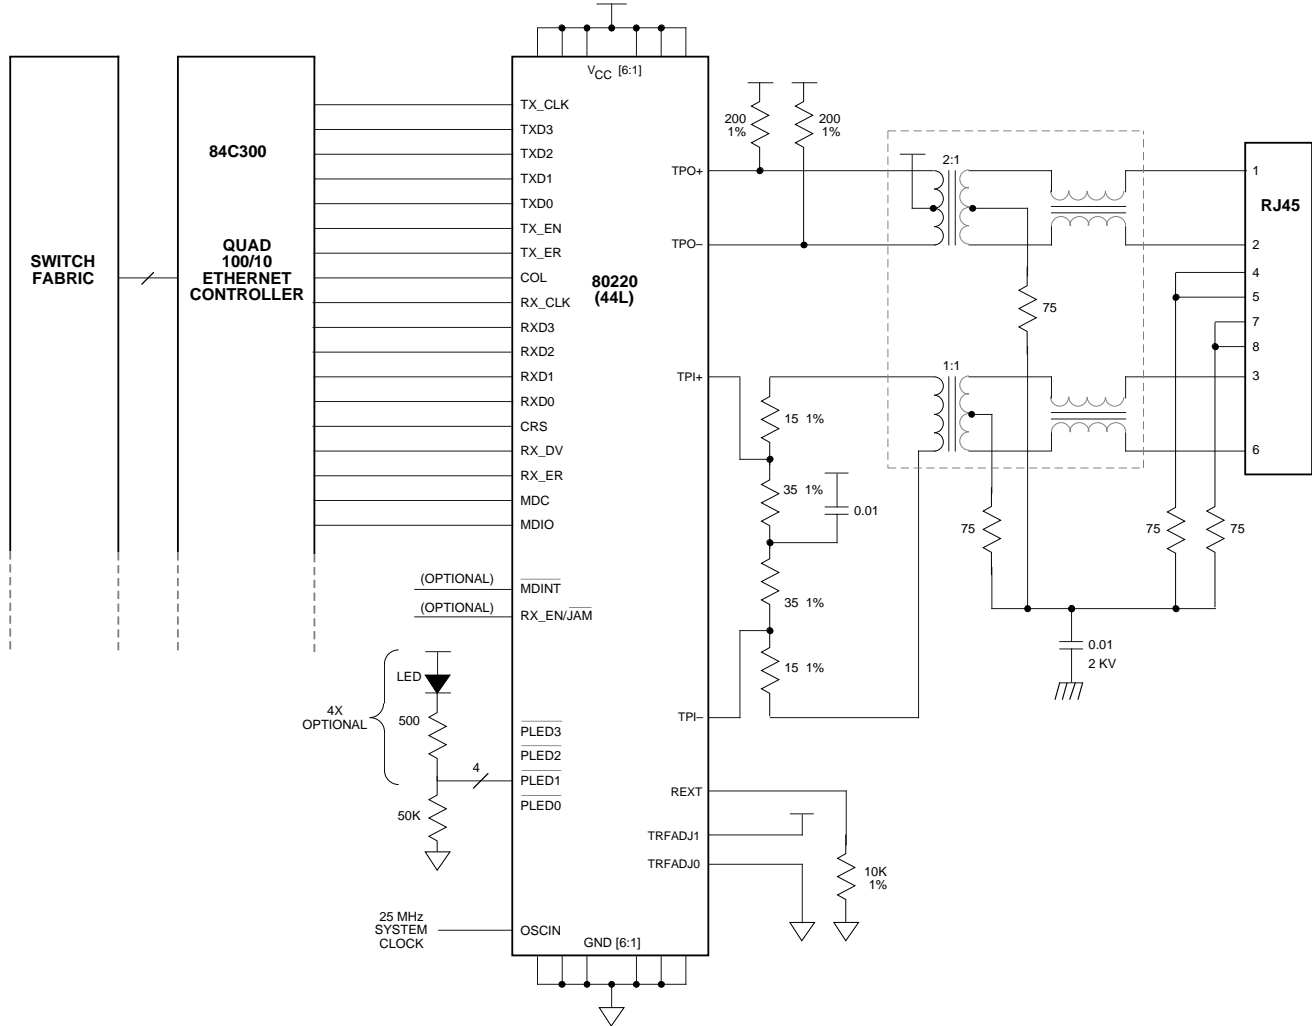 SWITCH
FABRIC
84C300
QUAD
100/10
ETHERNET
CONTROLLER
VCC [6:1]
TX_CLK
TXD3
TXD2
TXD1
TXD0
TX_EN
TX_ER
COL
RX_CLK
RXD3
RXD2
RXD1
RXD0
CRS
RX_DV
RX_ER
MDC
MDIO
(OPTIONAL)
MDINT
(OPTIONAL)
RX_EN/JAM
80220
(44L)
LED
4X
OPTIONAL
500
4
50K
PLED3
PLED2
PLED1
PLED0
25 MHz
SYSTEM
CLOCK
OSCIN
GND [6:1]
TPO+
TPO–
TPI+
TPI–
REXT
TRFADJ1
TRFADJ0
200
1%
200
1%
2:1
75
1:1
15 1%
35 1%
0.01
35 1%
15 1%
75
75
75
0.01
2 KV
10K
1%
RJ45
1
2
4
5
7
8
3
6